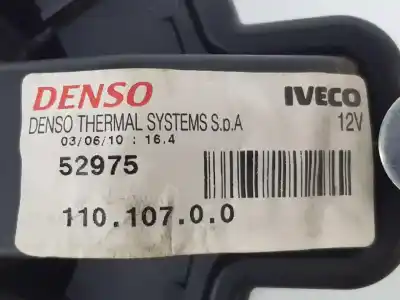 DENSO IVECO
DENSO THERMAL SYSTEMS S.p.A 12V
03/06/10 : 16.4
52975
110.107.0.0